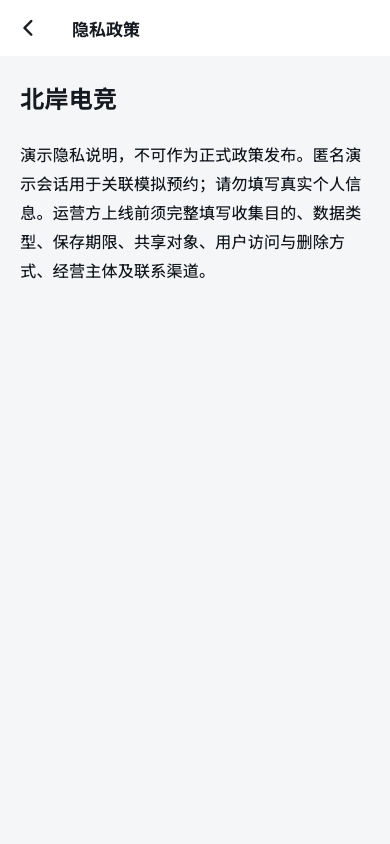 隐私政策
北岸电竞
演示隐私说明，不可作为正式政策发布。匿名演
示会话用于关联模拟预约；请勿填写真实个人信
息。运营方上线前须完整填写收集目的、数据类
型、保存期限、共享对象、用户访问与删除方
式、经营主体及联系渠道。